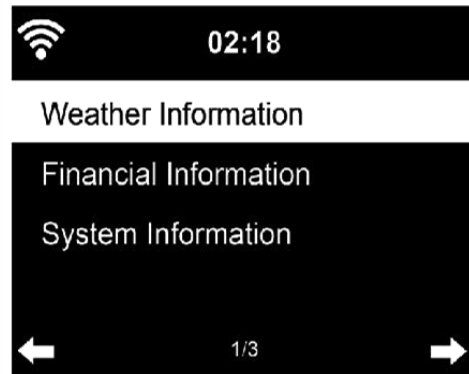 02:18
Weather Information
Financial Information
System Information
1/3